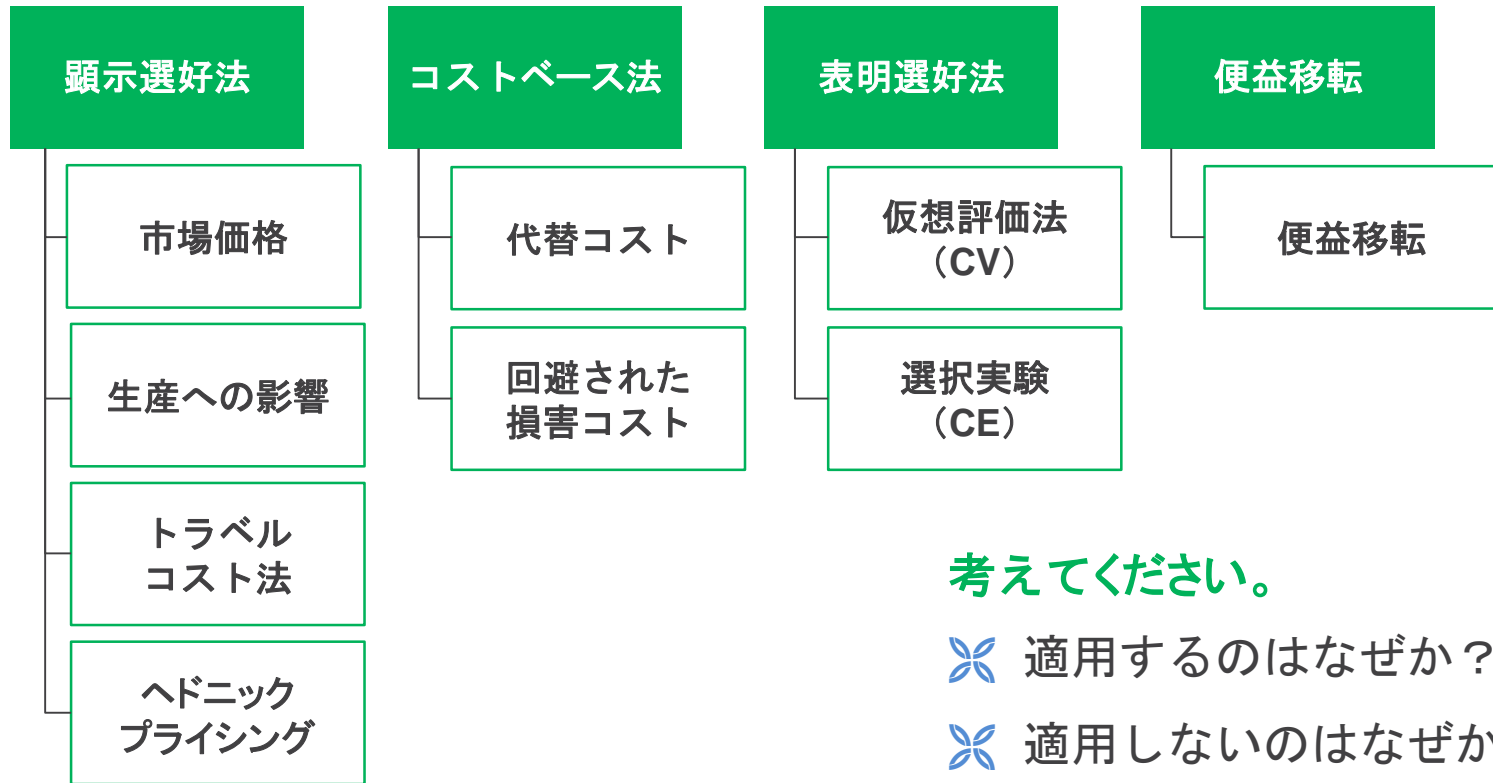 顕示選好法
市場価格
生産への影響
トラベル
コスト法
ヘドニック
プライシング
コストベース法
代替コスト
回避された
損害コスト
表明選好法
仮想評価法
（CV）
選択実験
（CE）
便益移転
便益移転
考えてください。
適用するのはなぜか？
適用しないのはなぜか